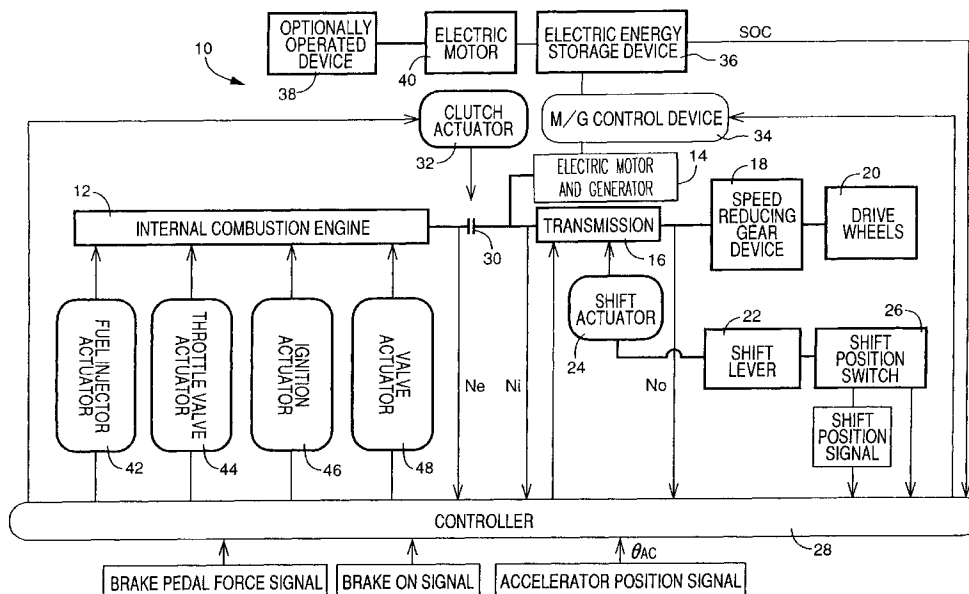 10
OPTIONALLY
OPERATED
DEVICE
38
ELECTRIC
MOTOR
40
ELECTRIC ENERGY
STORAGE DEVICE
36
SOC
CLUTCH
ACTUATOR
32
M/G CONTROL DEVICE
34
ELECTRIC MOTOR
AND GENERATOR
14
12
INTERNAL COMBUSTION ENGINE
30
TRANSMISSION
16
18
SPEED
REDUCING
GEAR
DEVICE
20
DRIVE
WHEELS
FUEL INJECTOR
ACTUATOR
42
THROTTLE VALVE
ACTUATOR
44
IGNITION
ACTUATOR
46
VALVE
ACTUATOR
48
Ne
Ni
SHIFT
ACTUATOR
24
No
22
SHIFT
LEVER
26
SHIFT
POSITION
SWITCH
SHIFT
POSITION
SIGNAL
CONTROLLER
28
BRAKE PEDAL FORCE SIGNAL
BRAKE ON SIGNAL
θAC
ACCELERATOR POSITION SIGNAL